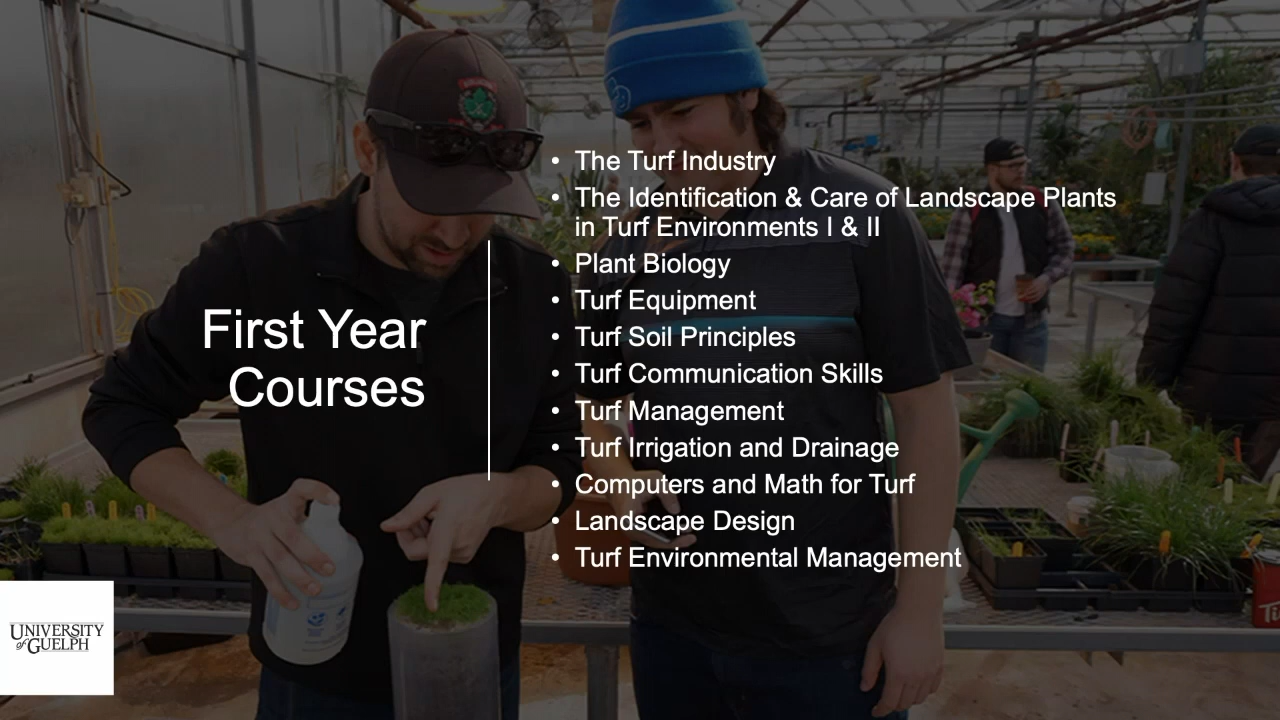 First Year
Courses
• The Turf Industry
• The Identification & Care of Landscape Plants
in Turf Environments I & II
• Plant Biology
• Turf Equipment
• Turf Soil Principles
• Turf Communication Skills
• Turf Management
• Turf Irrigation and Drainage
• Computers and Math for Turf
• Landscape Design
• Turf Environmental Management
UNIVERSITY
of GUELPH